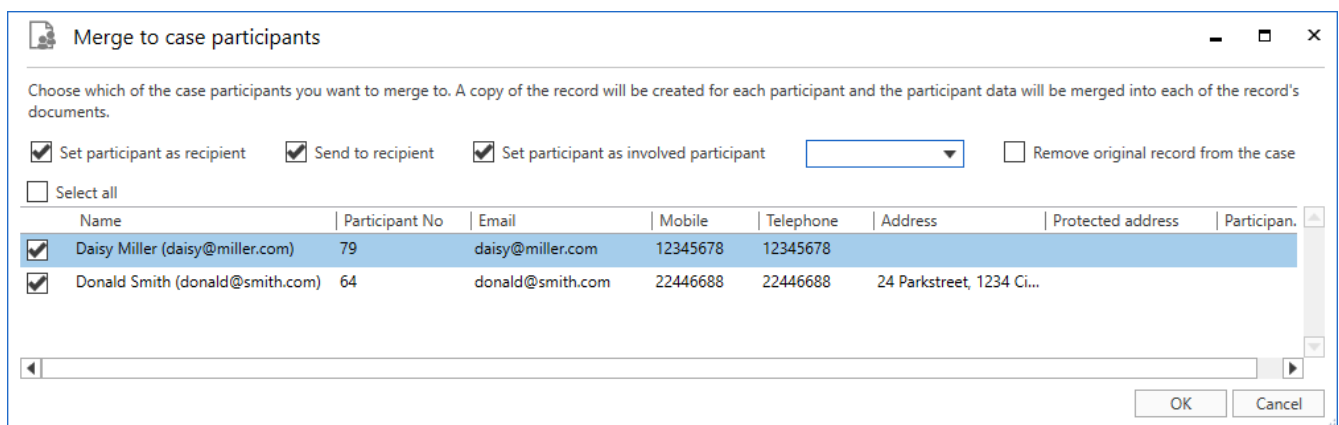 Merge to case participants
Choose which of the case participants you want to merge to. A copy of the record will be created for each participant and the participant data will be merged into each of the record's
documents.
Set participant as recipient Send to recipient Set participant as involved participant Remove original record from the case
Select all
Name Participant No Email Mobile Telephone Address Protected address Participan.
Daisy Miller (daisy@miller.com) 79 daisy@miller.com 12345678 12345678
Donald Smith (donald@smith.com) 64 donald@smith.com 22446688 22446688 24 Parkstreet, 1234 Ci...
OK Cancel